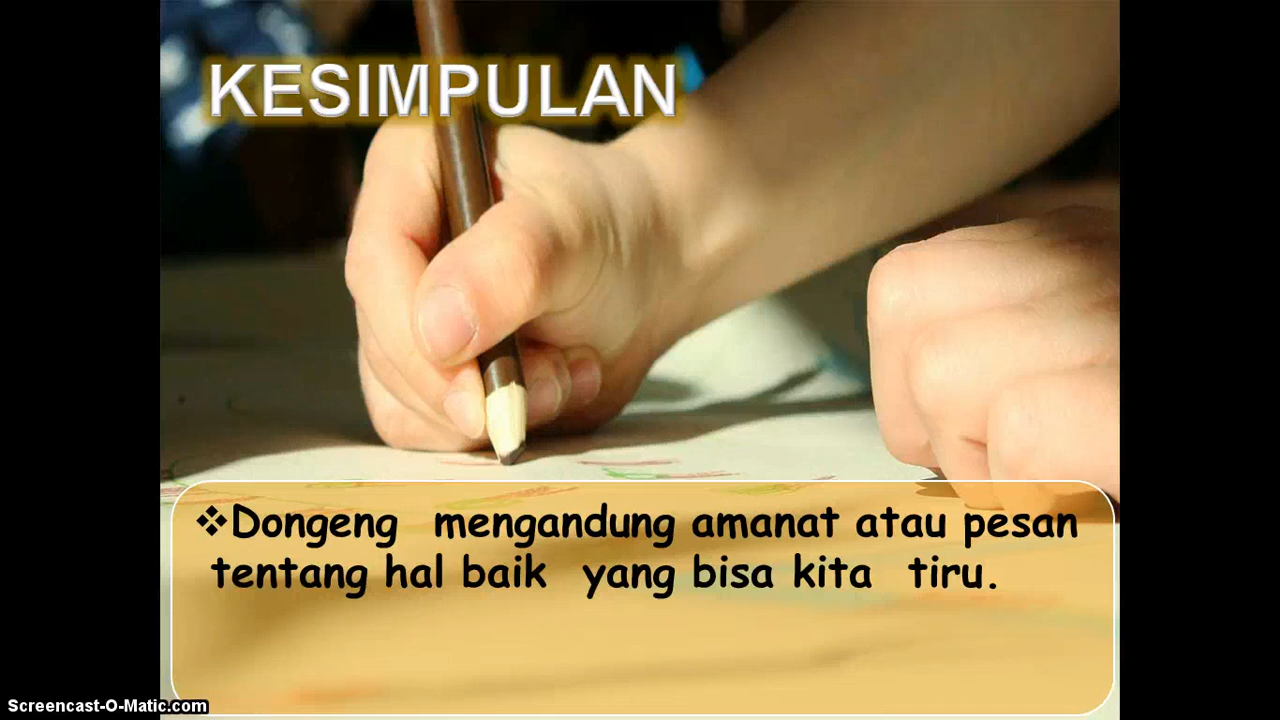 KESIMPULAN
❖Dongeng mengandung amanat atau pesan
tentang hal baik yang bisa kita tiru.
Screencast-O-Matic.com